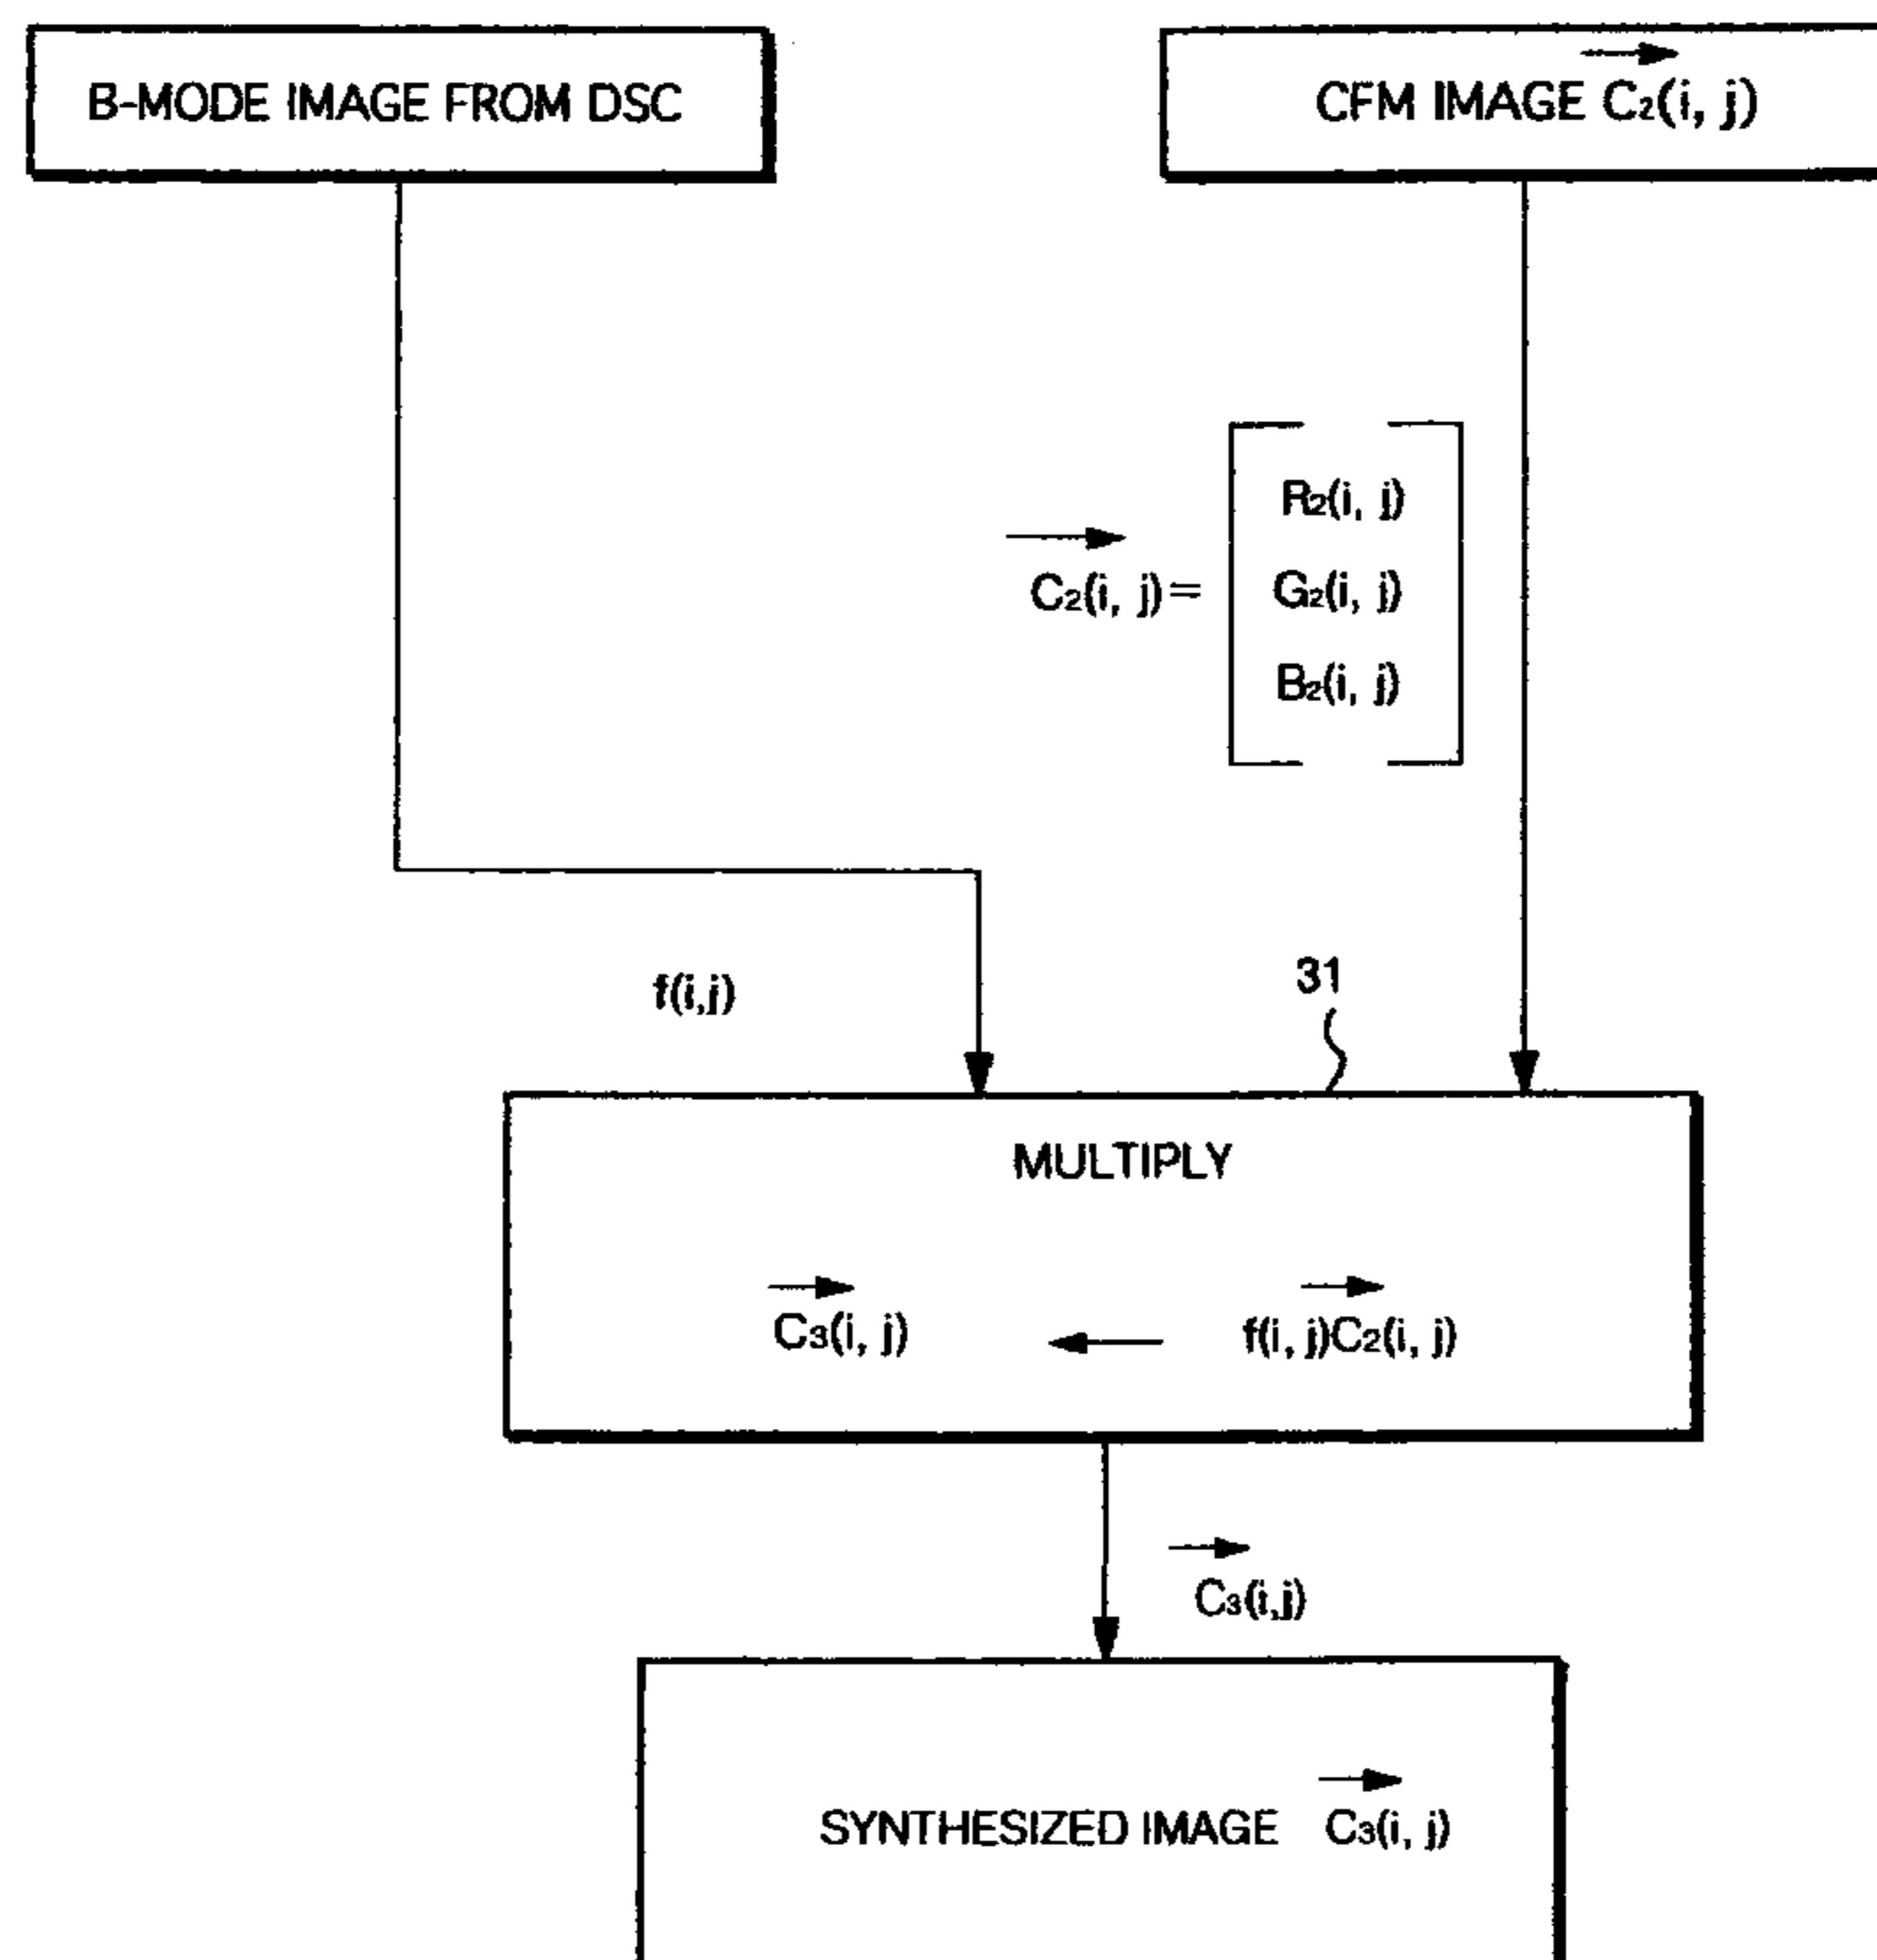 B-MODE IMAGE FROM DSC
CFM IMAGE C2(i, j)
C2(i, j)=
R2(i, j)
G2(i, j)
B2(i, j)
f(i,j)
31
MULTIPLY
C3(i, j) ← f(i, j)C2(i, j)
C3(i,j)
SYNTHESIZED IMAGE C3(i, j)